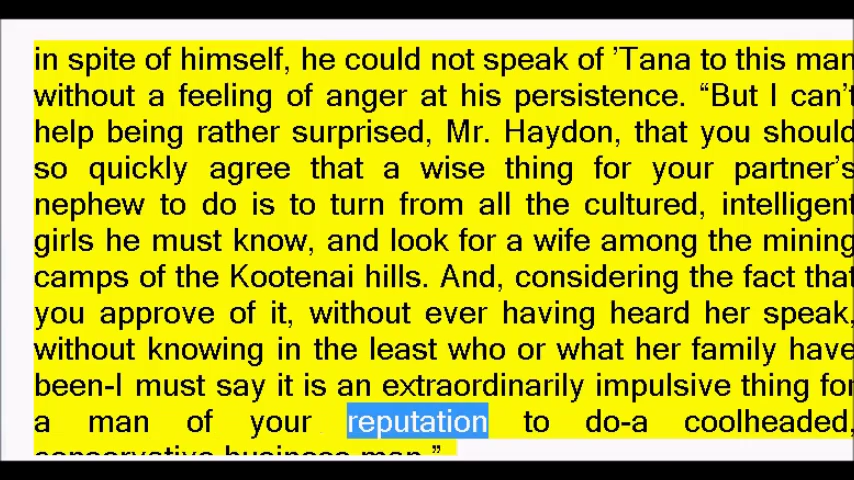 in spite of himself, he could not speak of ’Tana to this man
without a feeling of anger at his persistence. “But I can’t
help being rather surprised, Mr. Haydon, that you should
so quickly agree that a wise thing for your partner’s
nephew to do is to turn from all the cultured, intelligent
girls he must know, and look for a wife among the mining
camps of the Kootenai hills. And, considering the fact that
you approve of it, without ever having heard her speak,
without knowing in the least who or what her family have
been-I must say it is an extraordinarily impulsive thing for
a man of your reputation to do-a coolheaded,
conservative business man.”